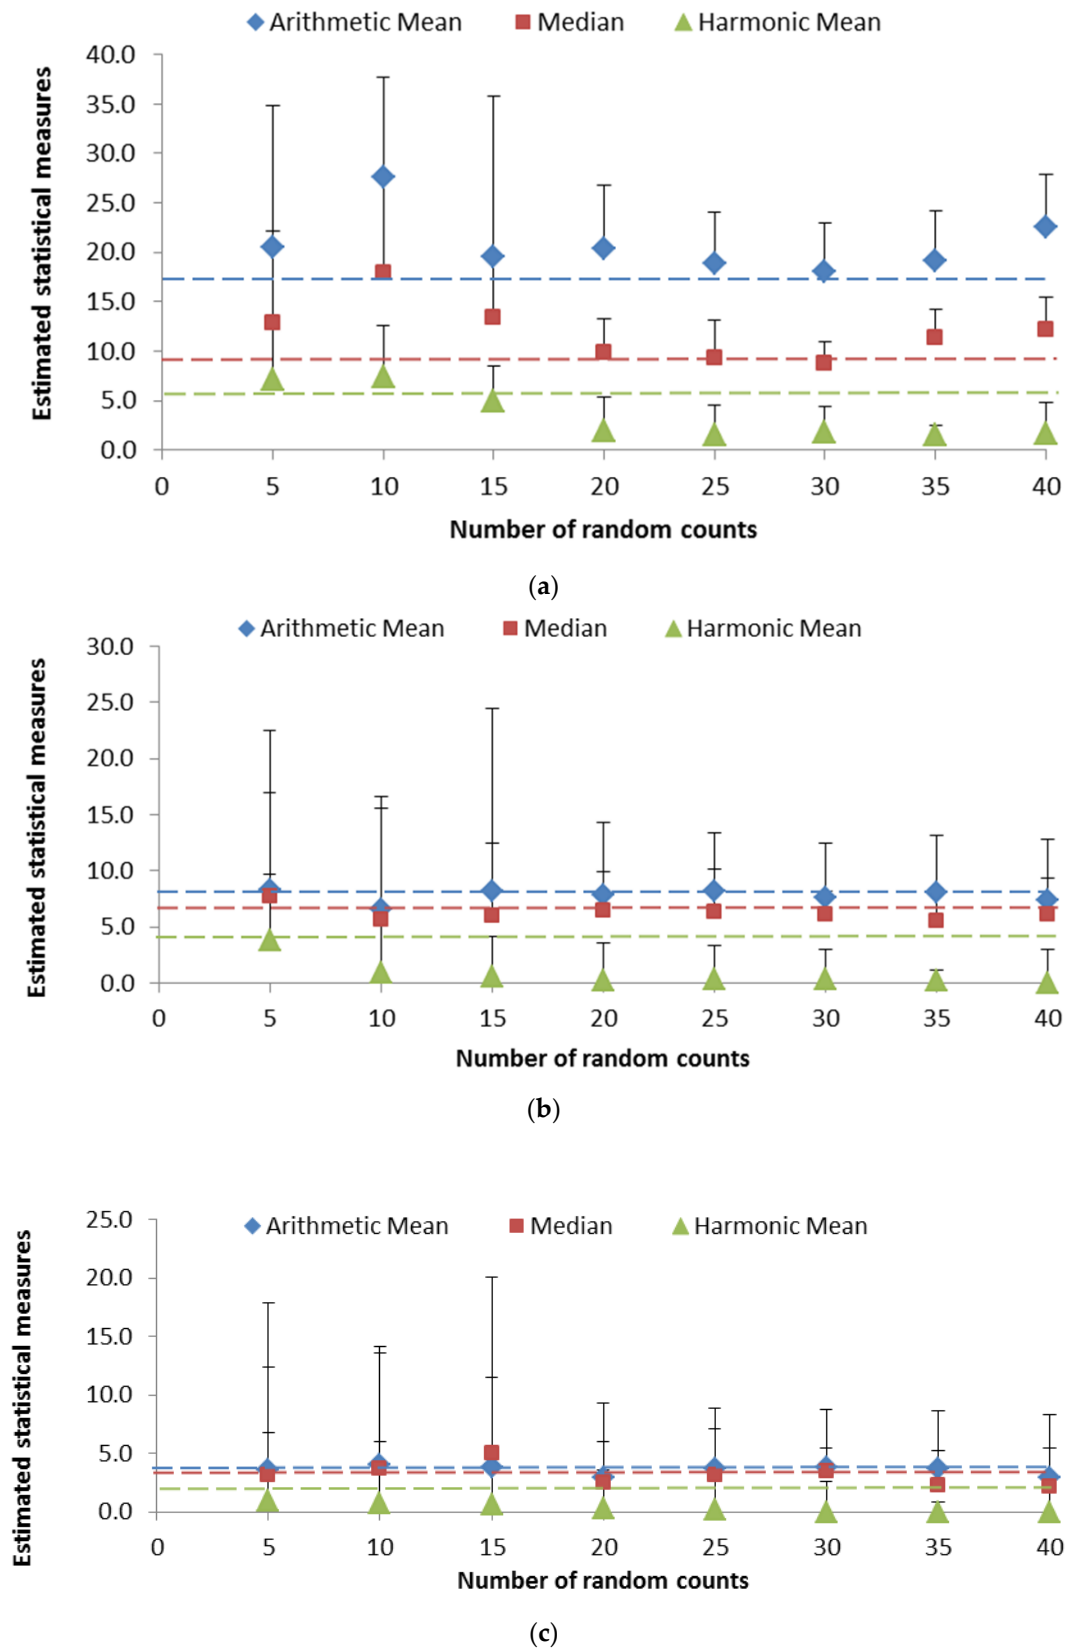 Arithmetic Mean Median Harmonic Mean
Estimated statistical measures
40.0
35.0
30.0
25.0
20.0
15.0
10.0
5.0
0.0
0 5 10 15 20 25 30 35 40
Number of random counts
(a)
Arithmetic Mean Median Harmonic Mean
Estimated statistical measures
30.0
25.0
20.0
15.0
10.0
5.0
0.0
0 5 10 15 20 25 30 35 40
Number of random counts
(b)
Arithmetic Mean Median Harmonic Mean
Estimated statistical measures
25.0
20.0
15.0
10.0
5.0
0.0
0 5 10 15 20 25 30 35 40
Number of random counts
(c)